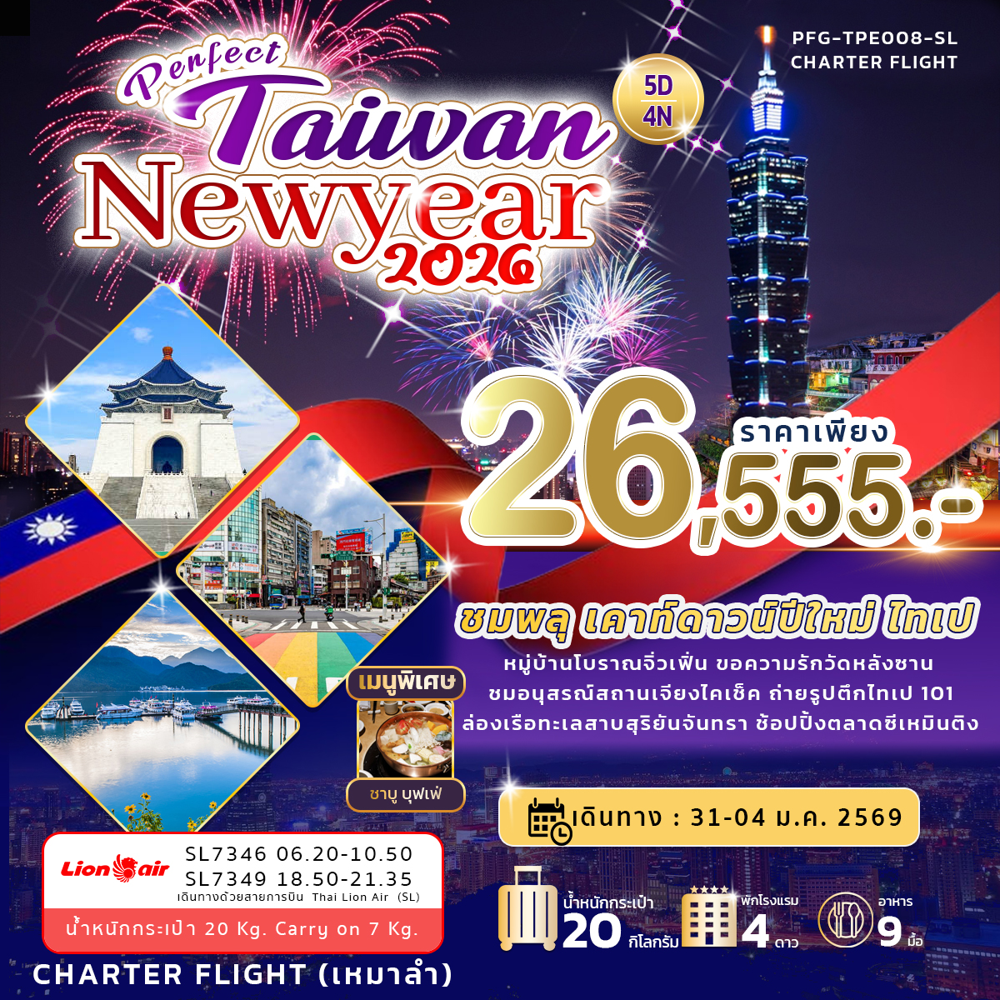 PFG-TPE008-SL
CHARTER FLIGHT
Perfect
Taiwan
Newyear
2026
5D
4N
ราคาเพียง
26,555.-
ชมพลุ เคาท์ดาวน์ปีใหม่ ไทเป
หมู่บ้านโบราณจิ่วเฟิ่น ขอความรักวัดหลังซาน
ชมอนุสรณ์สถานเจียงไคเช็ค ถ่ายรูปตึกไทเป 101
ล่องเรือทะเลสาบสุริยันจันทรา ช้อปปิ้งตลาดซีเหมินติง
เมนูพิเศษ
ชาบู บุฟเฟ่
เดินทาง : 31-04 ม.ค. 2569
Lion air
SL7346 06.20-10.50
SL7349 18.50-21.35
เดินทางด้วยสายการบิน Thai Lion Air (SL)
น้ำหนักกระเป๋า 20 Kg. Carry on 7 Kg.
น้ำหนักกระเป๋า
20 กิโลกรัม
พักโรงแรม
4 ดาว
อาหาร
9 มื้อ
CHARTER FLIGHT (เหมาลำ)